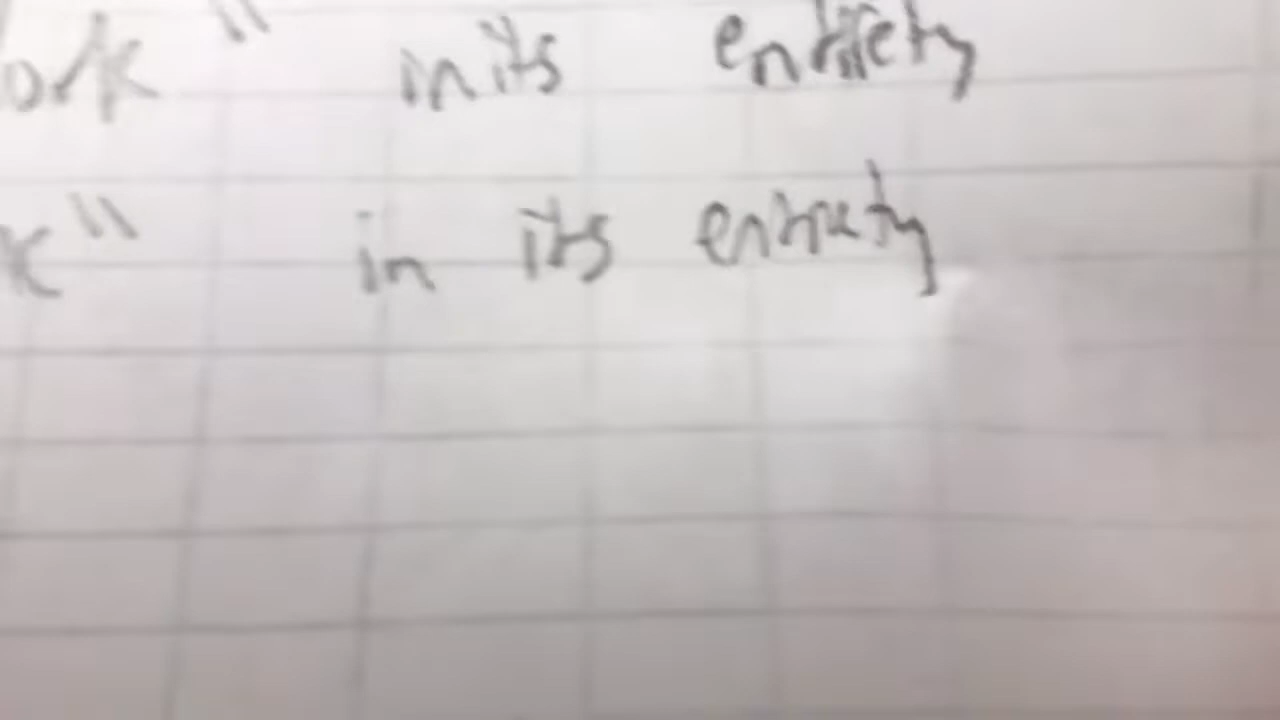 ork" in its entirety
k" in its entirety